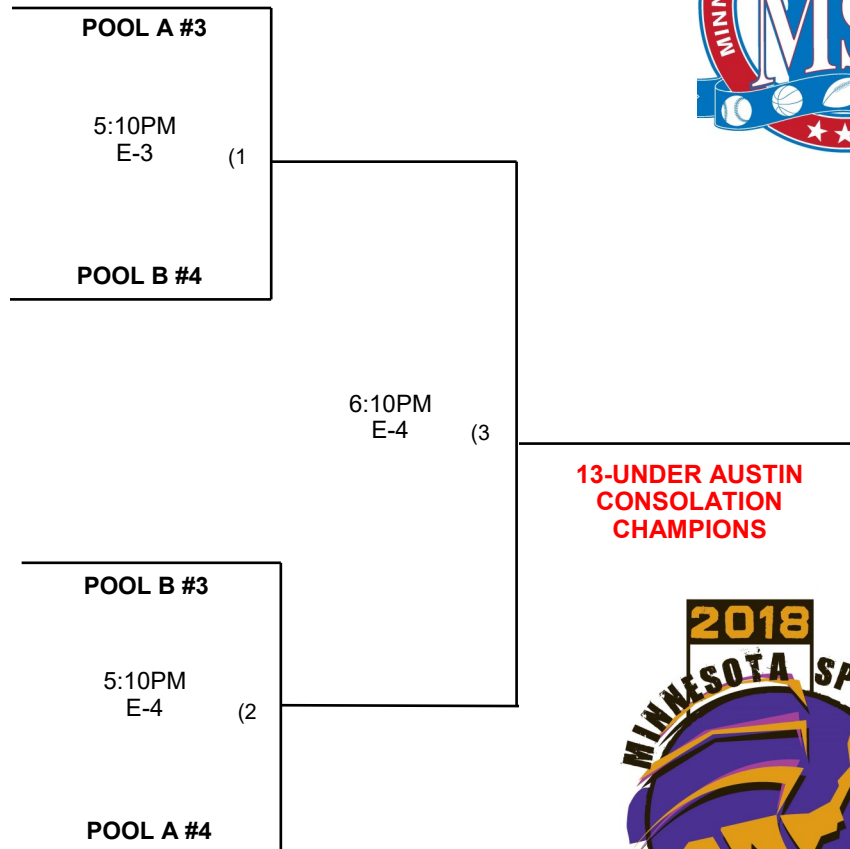 POOL A #3
5:10PM
E-3
(1
POOL B #4
6:10PM
E-4
(3
13-UNDER AUSTIN
CONSOLATION
CHAMPIONS
POOL B #3
5:10PM
E-4
(2
POOL A #4
2018
MINNESOTA